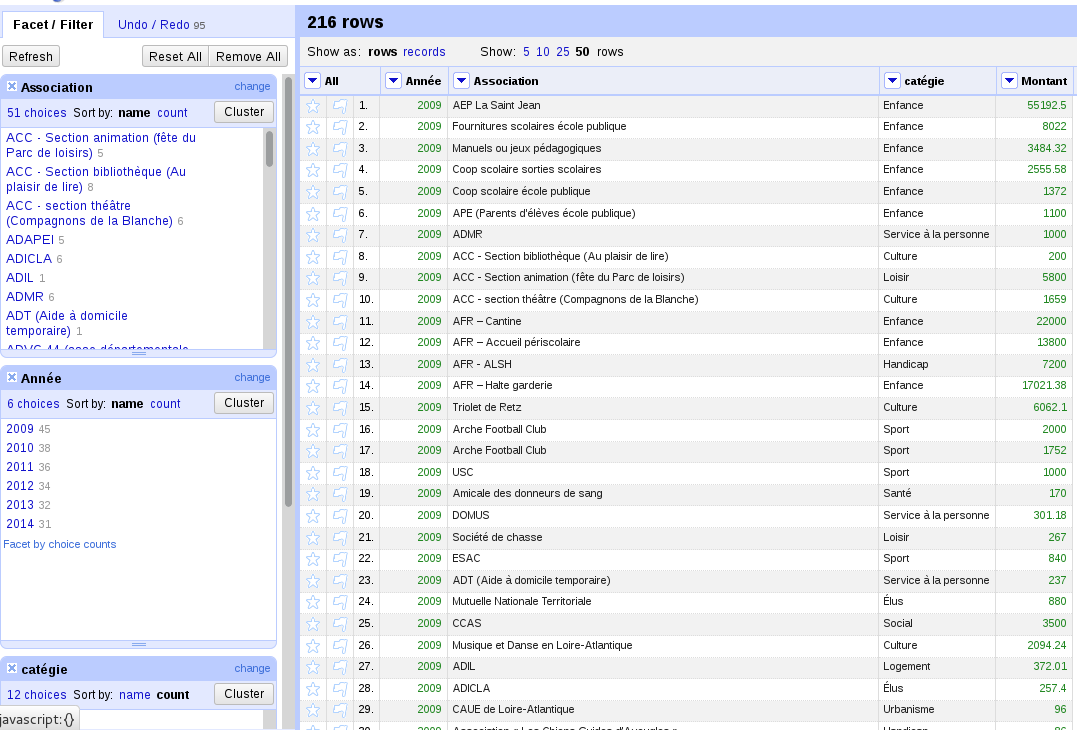 Facet / Filter Undo / Redo 95
Refresh Reset All Remove All
Association change
51 choices Sort by: name count Cluster
ACC - Section animation (fête du
Parc de loisirs) 5
ACC - Section bibliothèque (Au
plaisir de lire) 8
ACC - section théâtre
(Compagnons de la Blanche) 6
ADAPEI 5
ADICLA 6
ADIL 1
ADMR 6
ADT (Aide à domicile
temporaire) 1
Année change
6 choices Sort by: name count Cluster
2009 45
2010 38
2011 36
2012 34
2013 32
2014 31
Facet by choice counts
catégie change
12 choices Sort by: name count Cluster
javascript:{}
216 rows
Show as: rows records Show: 5 10 25 50 rows
All Année Association catégie Montant
1. 2009 AEP La Saint Jean Enfance 55192.5
2. 2009 Fournitures scolaires école publique Enfance 8022
3. 2009 Manuels ou jeux pédagogiques Enfance 3484.32
4. 2009 Coop scolaire sorties scolaires Enfance 2555.58
5. 2009 Coop scolaire école publique Enfance 1372
6. 2009 APE (Parents d'élèves école publique) Enfance 1100
7. 2009 ADMR Service à la personne 1000
8. 2009 ACC - Section bibliothèque (Au plaisir de lire) Culture 200
9. 2009 ACC - Section animation (fête du Parc de loisirs) Loisir 5800
10. 2009 ACC - section théâtre (Compagnons de la Blanche) Culture 1659
11. 2009 AFR – Cantine Enfance 22000
12. 2009 AFR – Accueil périscolaire Enfance 13800
13. 2009 AFR - ALSH Handicap 7200
14. 2009 AFR – Halte garderie Enfance 17021.38
15. 2009 Triolet de Retz Culture 6062.1
16. 2009 Arche Football Club Sport 2000
17. 2009 Arche Football Club Sport 1752
18. 2009 USC Sport 1000
19. 2009 Amicale des donneurs de sang Santé 170
20. 2009 DOMUS Service à la personne 301.18
21. 2009 Société de chasse Loisir 267
22. 2009 ESAC Sport 840
23. 2009 ADT (Aide à domicile temporaire) Service à la personne 237
24. 2009 Mutuelle Nationale Territoriale Élus 880
25. 2009 CCAS Social 3500
26. 2009 Musique et Danse en Loire-Atlantique Culture 2094.24
27. 2009 ADIL Logement 372.01
28. 2009 ADICLA Élus 257.4
29. 2009 CAUE de Loire-Atlantique Urbanisme 96